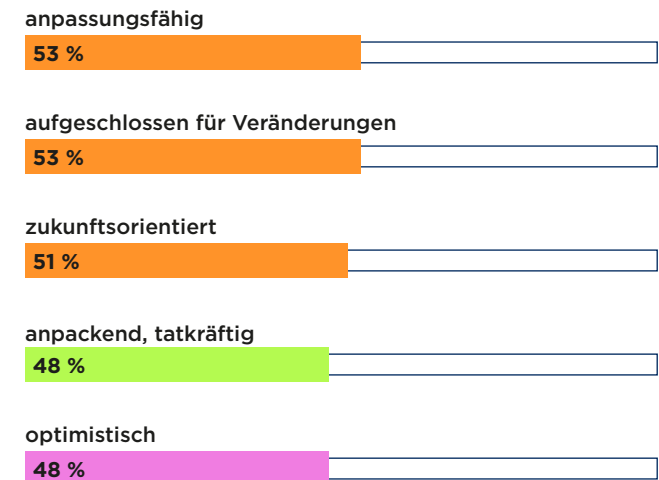 anpassungsfähig
53 %
aufgeschlossen für Veränderungen
53 %
zukunftsorientiert
51 %
anpackend, tatkräftig
48 %
optimistisch
48 %